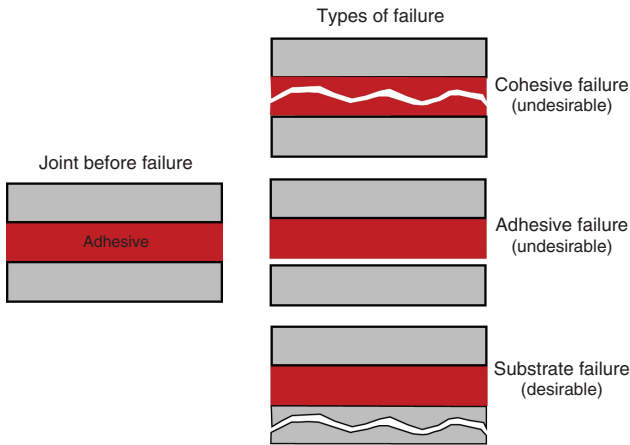 Types of failure
Cohesive failure
(undesirable)
Joint before failure
Adhesive
Adhesive failure
(undesirable)
Substrate failure
(desirable)